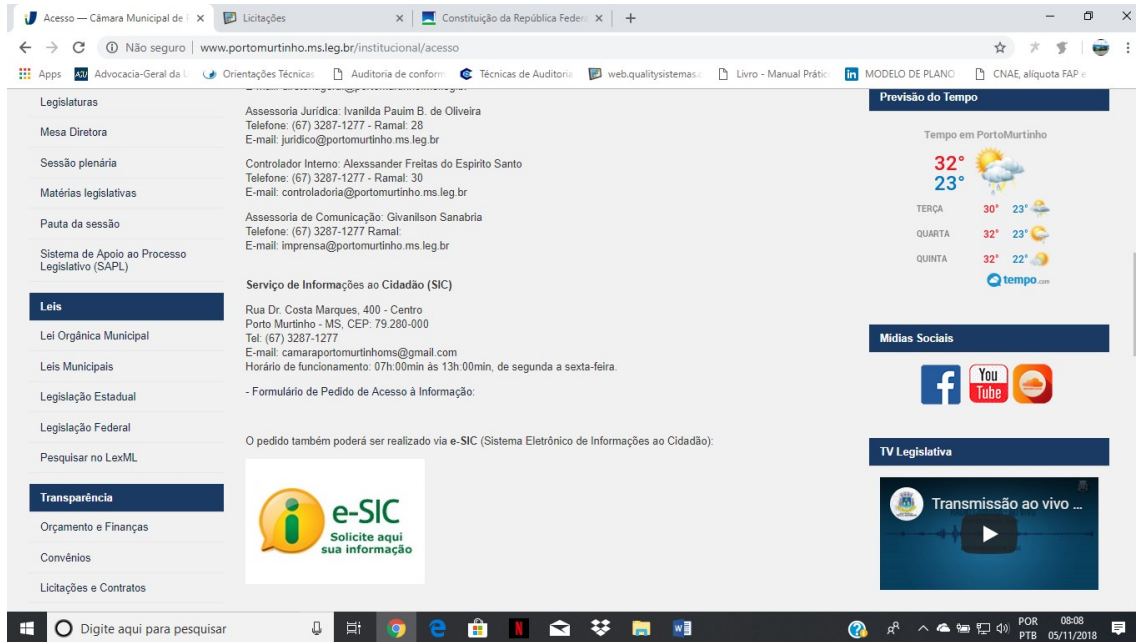 Acesso — Câmara Municipal de
Licitações
Constituição da República Feder
Não seguro | www.portomurtinho.ms.leg.br/institucional/acesso
Apps
AGU Advocacia-Geral da U
Orientações Técnicas
Auditoria de conform
Técnicas de Auditoria
web.qualitysistemas.c
Livro - Manual Prátic
in MODELO DE PLANO
CNAE, alíquota FAP e
Legislaturas
Mesa Diretora
Sessão plenária
Matérias legislativas
Pauta da sessão
Sistema de Apoio ao Processo
Legislativo (SAPL)
Leis
Lei Orgânica Municipal
Leis Municipais
Legislação Estadual
Legislação Federal
Pesquisar no LexML
Transparência
Orçamento e Finanças
Convênios
Licitações e Contratos
Assessoria Jurídica: Ivanilda Pauim B. de Oliveira
Telefone: (67) 3287-1277 - Ramal: 28
E-mail: juridico@portomurtinho.ms.leg.br
Controlador Interno: Alexssander Freitas do Espirito Santo
Telefone: (67) 3287-1277 - Ramal: 30
E-mail: controladoria@portomurtinho.ms.leg.br
Assessoria de Comunicação: Givanilson Sanabria
Telefone: (67) 3287-1277 Ramal:
E-mail: imprensa@portomurtinho.ms.leg.br
Serviço de Informações ao Cidadão (SIC)
Rua Dr. Costa Marques, 400 - Centro
Porto Murtinho - MS, CEP: 79.280-000
Tel: (67) 3287-1277
E-mail: camaraportomurtinhoms@gmail.com
Horário de funcionamento: 07h:00min às 13h:00min, de segunda a sexta-feira.
- Formulário de Pedido de Acesso à Informação:
O pedido também poderá ser realizado via e-SIC (Sistema Eletrônico de Informações ao Cidadão):
i e-SIC
Solicite aqui
sua informação
Previsão do Tempo
Tempo em PortoMurtinho
32°
23°
TERÇA 30° 23°
QUARTA 32° 23°
QUINTA 32° 22°
tempo.com
Mídias Sociais
f
You
Tube
TV Legislativa
Transmissão ao vivo ...
Digite aqui para pesquisar
N
POR
PTB
08:08
05/11/2018